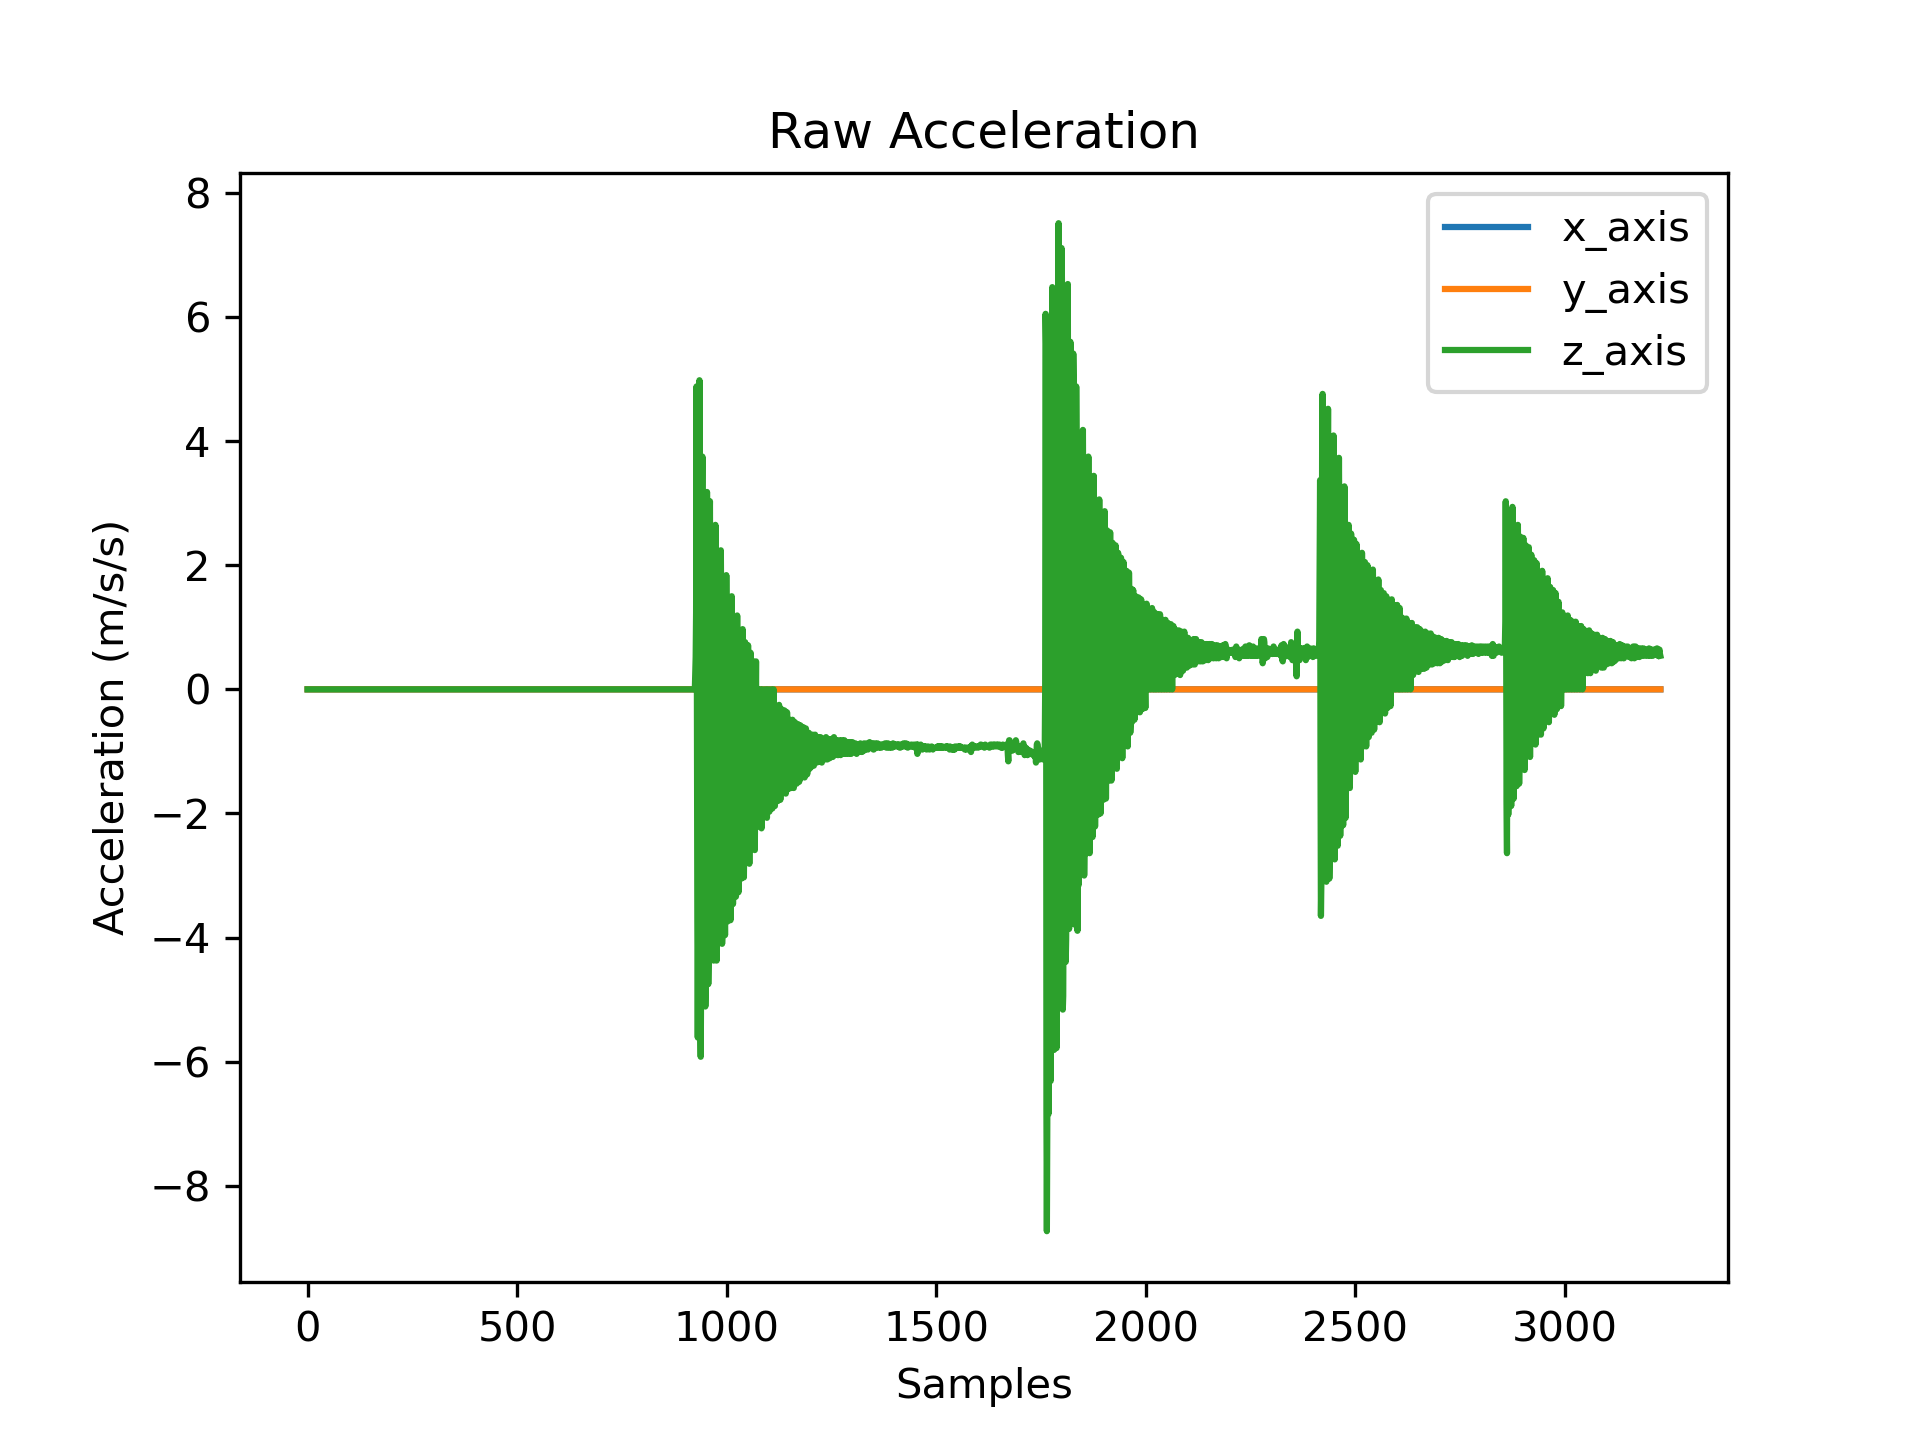 Raw Acceleration
x_axis
y_axis
z_axis
Acceleration (m/s/s)
8
6
4
2
0
−2
−4
−6
−8
0 500 1000 1500 2000 2500 3000
Samples